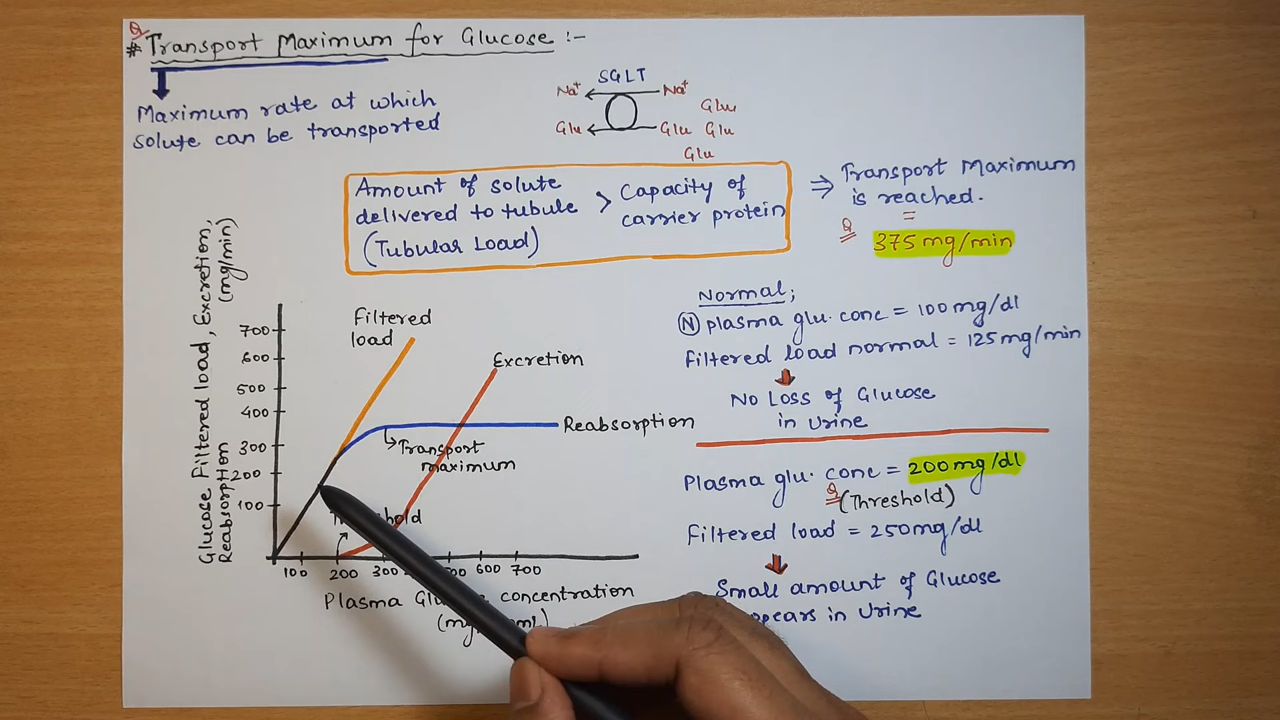 Q
# Transport Maximum for Glucose :-
Maximum rate at which
solute can be transported
SGLT
Na+ Na+
Glu
Glu Glu Glu
Glu
Amount of solute
delivered to tubule
(Tubular Load)
> Capacity of
carrier protein
⇒ Transport Maximum
is reached.
Q
375 mg/min
Glucose Filtered load, Excretion,
Reabsorption (mg/min)
700
600
500
400
300
200
100
Filtered
load
Excretion
Reabsorption
Transport
maximum
100 200 300 600 700
Plasma concentration
Normal;
(N) plasma glu. conc = 100 mg/dl
Filtered load normal = 125 mg/min
No Loss of Glucose
in Urine
Plasma glu. conc = 200 mg/dl
Q (Threshold)
Filtered load = 250 mg/dl
Small amount of Glucose
in Urine